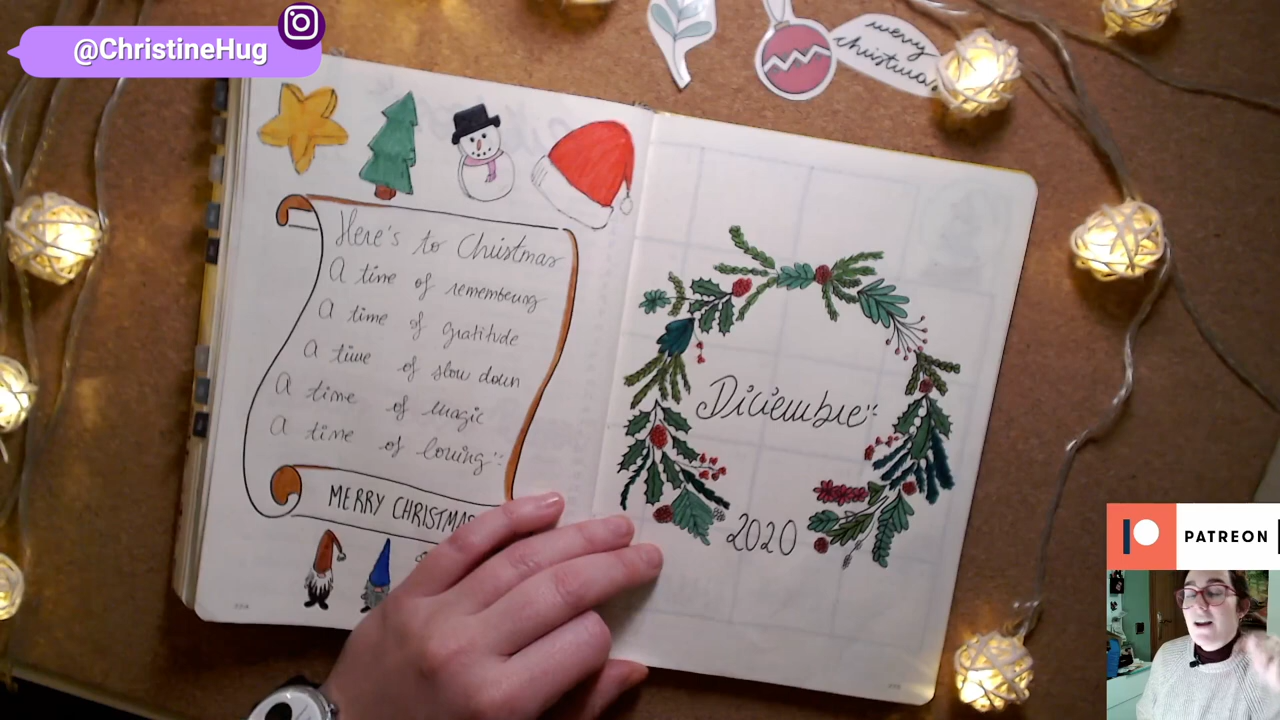 @ChristineHug
merry
christmas
Here's to Christmas
A time of remembering
A time of gratitude
A time of slow down
A time of magic
A time of loving
MERRY CHRISTMAS
Diciembre
2020
PATREON